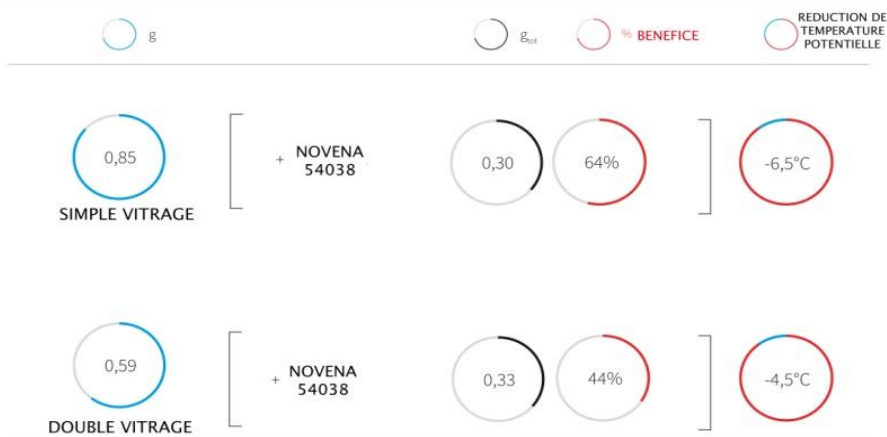 g
g tot
% BENEFICE
REDUCTION DE
TEMPERATURE
POTENTIELLE
0,85
+ NOVENA
54038
0,30
64%
-6,5°C
SIMPLE VITRAGE
0,59
+ NOVENA
54038
0,33
44%
-4,5°C
DOUBLE VITRAGE